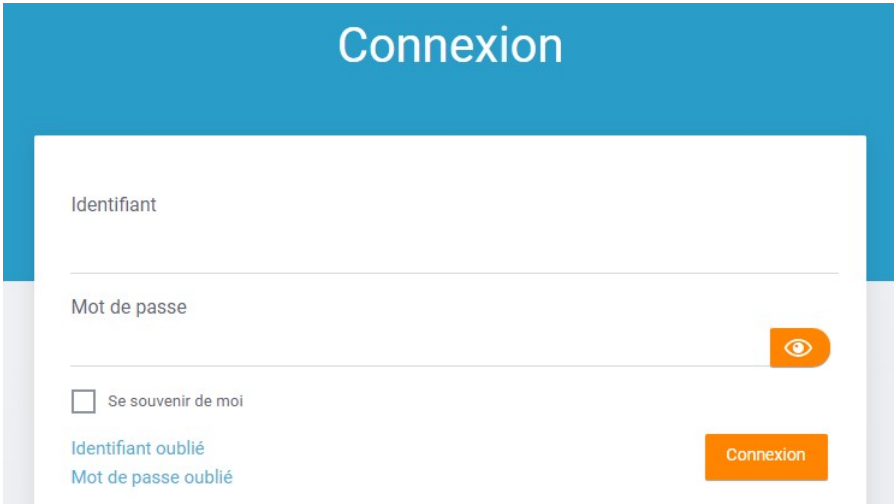 Connexion
Identifiant
Mot de passe
Se souvenir de moi
Identifiant oublié
Mot de passe oublié
Connexion